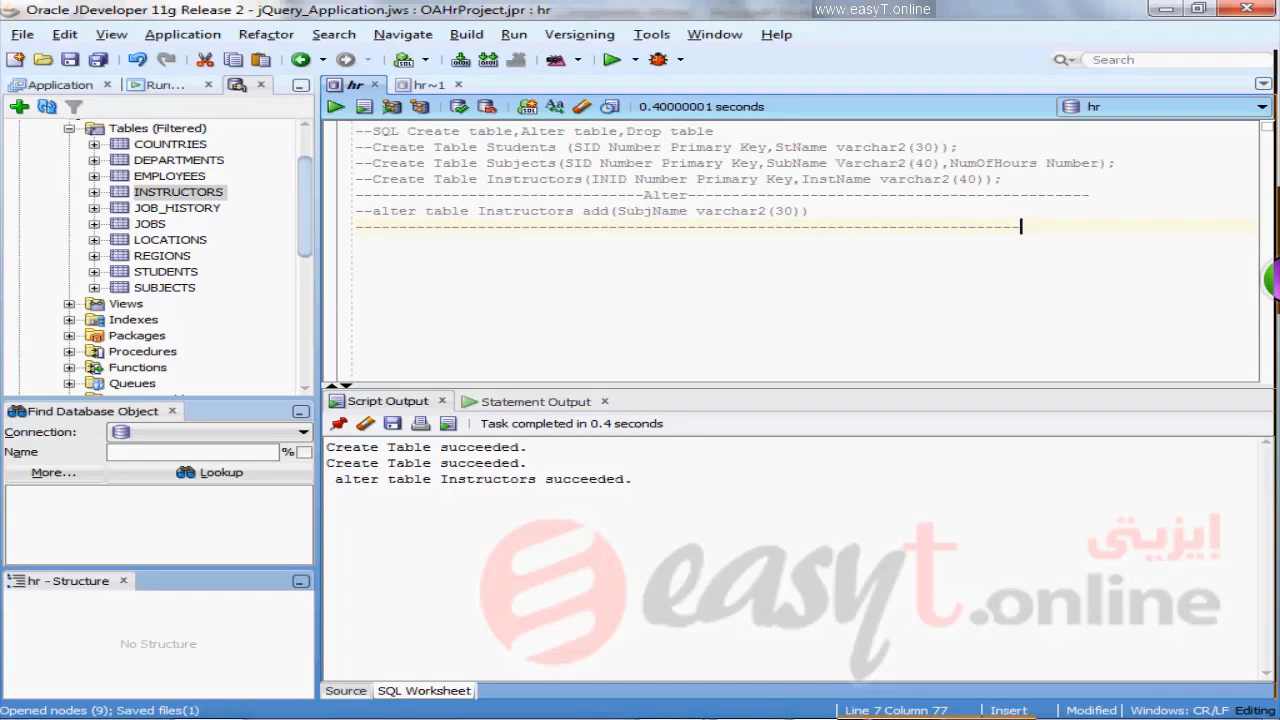 Oracle JDeveloper 11g Release 2 - jQuery_Application.jws : OAHrProject.jpr : hr
www.easyT.online
File Edit View Application Refactor Search Navigate Build Run Versioning Tools Window Help
Search
Application
Run...
hr
hr~1
0.40000001 seconds
hr
Tables (Filtered)
COUNTRIES
DEPARTMENTS
EMPLOYEES
INSTRUCTORS
JOB_HISTORY
JOBS
LOCATIONS
REGIONS
STUDENTS
SUBJECTS
Views
Indexes
Packages
Procedures
Functions
Queues
--SQL Create table,Alter table,Drop table
--Create Table Students (SID Number Primary Key,StName varchar2(30));
--Create Table Subjects(SID Number Primary Key,SubName Varchar2(40),NumOfHours Number);
--Create Table Instructors(INID Number Primary Key,InstName varchar2(40));
---------------------------------Alter----------------------------------------------
--alter table Instructors add(SubjName varchar2(30))
----------------------------------------------------------------------------
Find Database Object
Connection:
Name
%
More...
Lookup
hr - Structure
No Structure
Script Output
Statement Output
Task completed in 0.4 seconds
Create Table succeeded.
Create Table succeeded.
alter table Instructors succeeded.
إيزيتي
easyT.online
Source
SQL Worksheet
Opened nodes (9); Saved files(1)
Line 7 Column 77
Insert
Modified
Windows: CR/LF
Editing